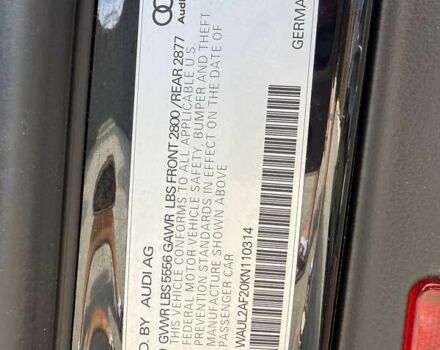 D.BY AUDI AG
GVWR LBS 5556 GAWR LBS FRONT 2800 /REAR 2877
THIS VEHICLE CONFORMS TO ALL APPLICABLE U.S.
FEDERAL MOTOR VEHICLE SAFETY, BUMPER AND THEFT
PREVENTION STANDARDS IN EFFECT ON THE DATE OF
MANUFACTURE SHOWN ABOVE
PASSENGER CAR
WAUL2AF20KN110314
Audi
GERMA